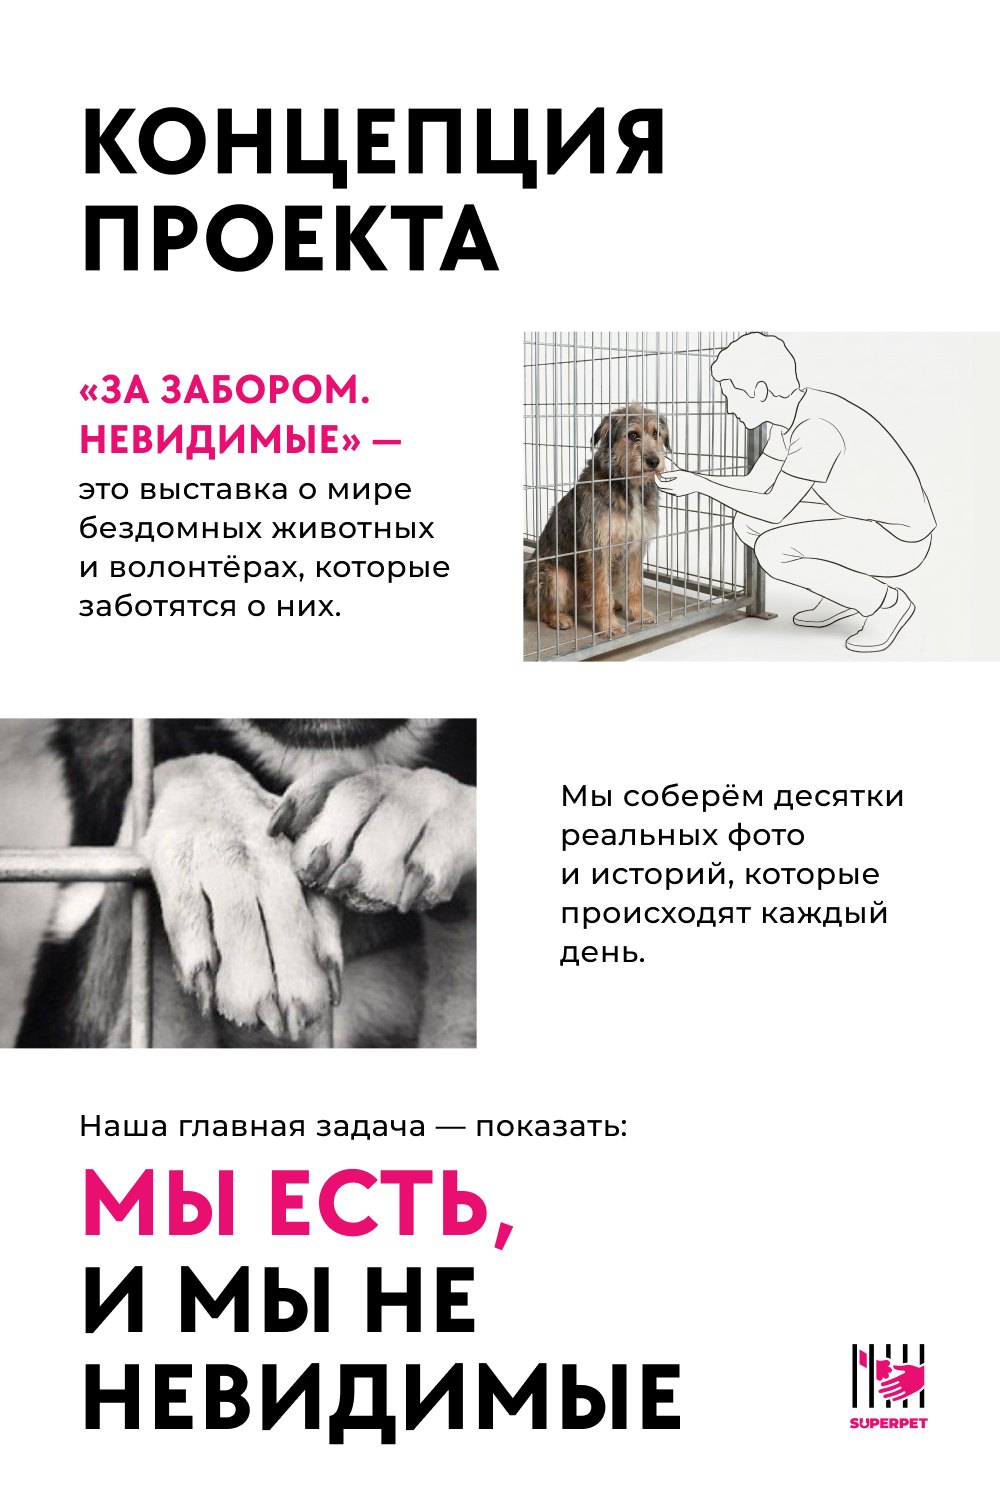 КОНЦЕПЦИЯ
ПРОЕКТА
«ЗА ЗАБОРОМ.
НЕВИДИМЫЕ» —
это выставка о мире
бездомных животных
и волонтёрах, которые
заботятся о них.
Мы соберём десятки
реальных фото
и историй, которые
происходят каждый
день.
Наша главная задача — показать:
МЫ ЕСТЬ,
И МЫ НЕ
НЕВИДИМЫЕ
SUPERPET